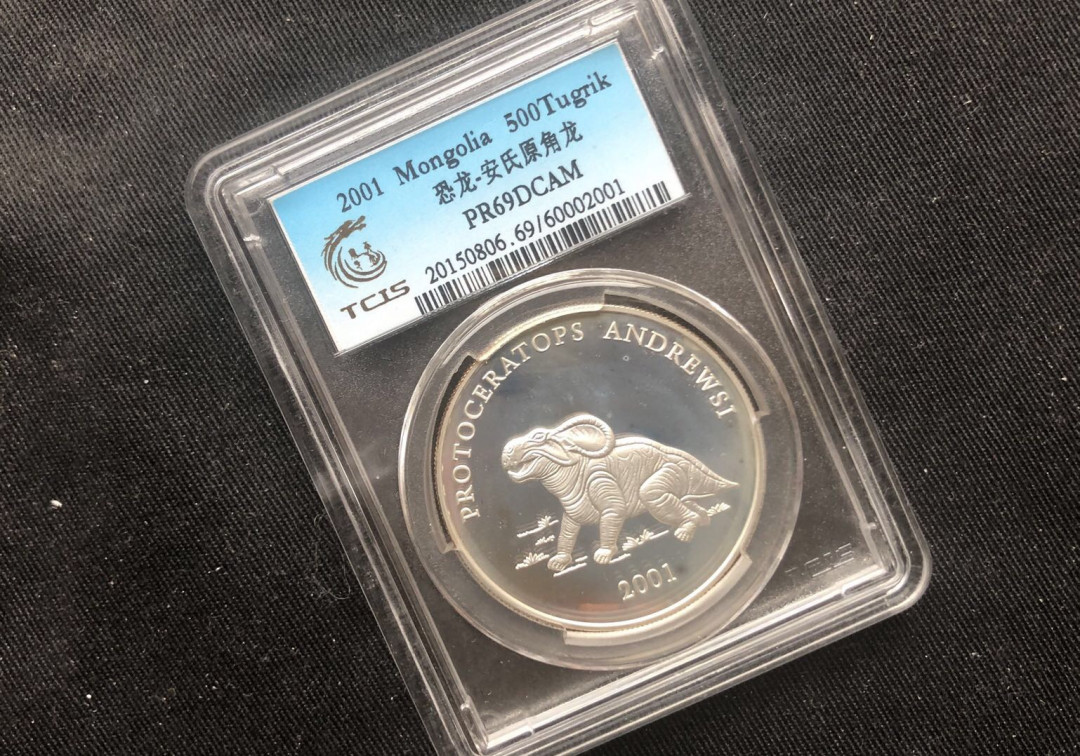 2001 Mongolia 500Tugrik
恐龙-安氏原角龙
PR69DCAM
20150806.69/60002001
TCIS
PROTOCERATOPS ANDREWSI
2001